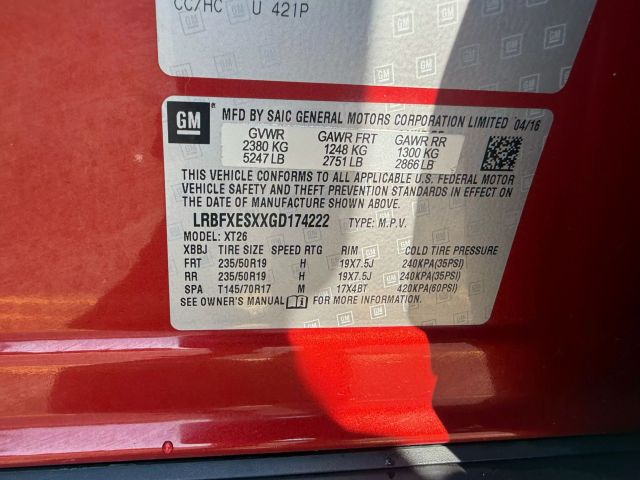 CC/HC U 421P
GM
MFD BY SAIC GENERAL MOTORS CORPORATION LIMITED 04/16
GVWR GAWR FRT GAWR RR
2380 KG 1248 KG 1300 KG
5247 LB 2751 LB 2866 LB
THIS VEHICLE CONFORMS TO ALL APPLICABLE U.S. FEDERAL MOTOR
VEHICLE SAFETY AND THEFT PREVENTION STANDARDS IN EFFECT ON
THE DATE OF MANUFACTURE SHOWN ABOVE.
LRBFXESXXGD174222 TYPE: M.P.V.
MODEL: XT26
XBBJ TIRE SIZE SPEED RTG RIM COLD TIRE PRESSURE
FRT 235/50R19 H 19X7.5J 240KPA(35PSI)
RR 235/50R19 H 19X7.5J 240KPA(35PSI)
SPA T145/70R17 M 17X4BT 420KPA(60PSI)
SEE OWNER'S MANUAL FOR MORE INFORMATION